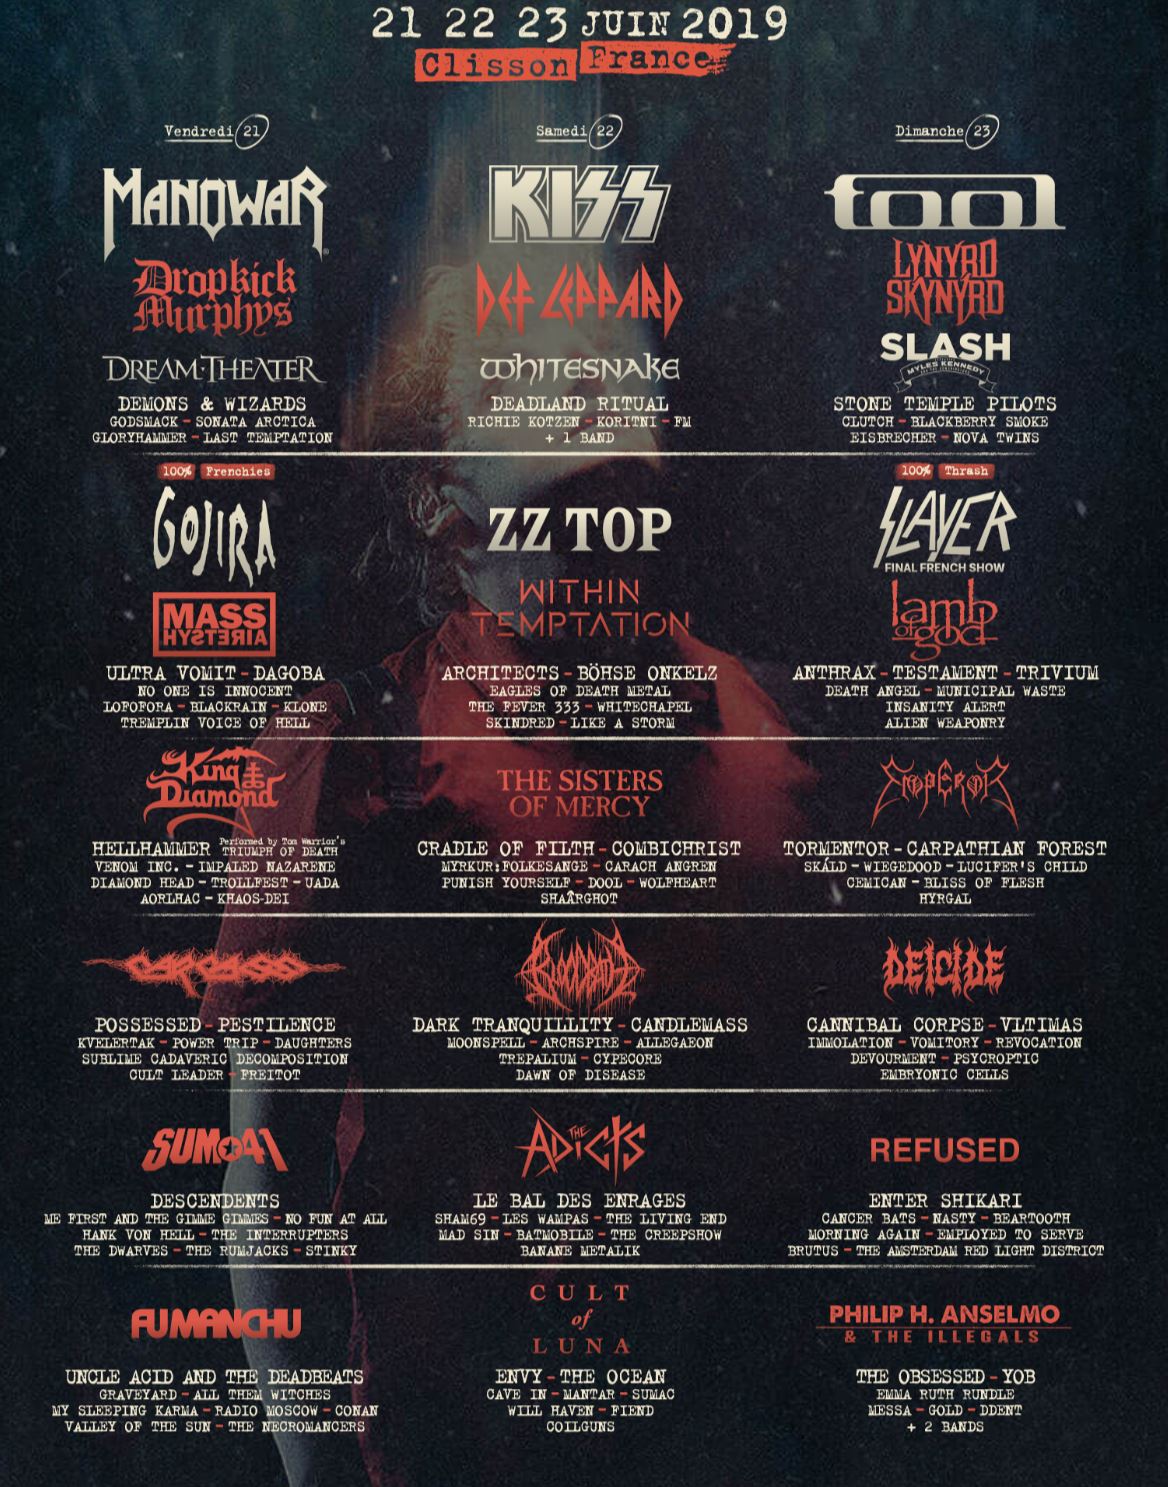 21 22 23 JUIN 2019
Clisson France
Vendredi 21
MANOWAR
Dropkick
Murphys
DREAM THEATER
DEMONS & WIZARDS
GODSMACK - SONATA ARCTICA
GLORYHAMMER - LAST TEMPTATION
Samedi 22
KISS
DEF LEPPARD
WHITESNAKE
DEADLAND RITUAL
RICHIE KOTZEN - KORITNI - FM
+ 1 BAND
Dimanche 23
tool
LYNYRD
SKYNYRD
SLASH
MYLES KENNEDY
STONE TEMPLE PILOTS
CLUTCH - BLACKBERRY SMOKE
EISBRECHER - NOVA TWINS
100% Frenchies
GOJIRA
MASS
HYSTERIA
ULTRA VOMIT - DAGOBA
NO ONE IS INNOCENT
LOFOFORA - BLACKRAIN - KLONE
TREMPLIN VOICE OF HELL
ZZ TOP
WITHIN
TEMPTATION
ARCHITECTS - BÖHSE ONKELZ
EAGLES OF DEATH METAL
THE FEVER 333 - WHITECHAPEL
SKINDRED - LIKE A STORM
100% Thrash
SLAYER
FINAL FRENCH SHOW
lamb
of god
ANTHRAX - TESTAMENT - TRIVIUM
DEATH ANGEL - MUNICIPAL WASTE
INSANITY ALERT
ALIEN WEAPONRY
King
Diamond
HELLHAMMER Performed by Tom Warrior's
TRIUMPH OF DEATH
VENOM INC. - IMPALED NAZARENE
DIAMOND HEAD - TROLLFEST - UADA
AORLHAC - KHAOS-DEI
THE SISTERS
OF MERCY
CRADLE OF FILTH - COMBICHRIST
MYRKUR:FOLKESANGE - CARACH ANGREN
PUNISH YOURSELF - DOOL - WOLFHEART
SHAÂRGHOT
EMPEROR
TORMENTOR - CARPATHIAN FOREST
SKÁLD - WIEGEDOOD - LUCIFER'S CHILD
CEMICAN - BLISS OF FLESH
HYRGAL
CARCASS
POSSESSED - PESTILENCE
KVELERTAK - POWER TRIP - DAUGHTERS
SUBLIME CADAVERIC DECOMPOSITION
CULT LEADER - FREITOT
BLOODBATH
DARK TRANQUILLITY - CANDLEMASS
MOONSPELL - ARCHSPIRE - ALLEGAEON
TREPALIUM - CYPECORE
DAWN OF DISEASE
DEICIDE
CANNIBAL CORPSE - VLTIMAS
IMMOLATION - VOMITORY - REVOCATION
DEVOURMENT - PSYCROPTIC
EMBRYONIC CELLS
SUM 41
DESCENDENTS
ME FIRST AND THE GIMME GIMMES - NO FUN AT ALL
HANK VON HELL - THE INTERRUPTERS
THE DWARVES - THE RUMJACKS - STINKY
THE ADiCTS
LE BAL DES ENRAGES
SHAM69 - LES WAMPAS - THE LIVING END
MAD SIN - BATMOBILE - THE CREEPSHOW
BANANE METALIK
REFUSED
ENTER SHIKARI
CANCER BATS - NASTY - BEARTOOTH
MORNING AGAIN - EMPLOYED TO SERVE
BRUTUS - THE AMSTERDAM RED LIGHT DISTRICT
FU MANCHU
UNCLE ACID AND THE DEADBEATS
GRAVEYARD - ALL THEM WITCHES
MY SLEEPING KARMA - RADIO MOSCOW - CONAN
VALLEY OF THE SUN - THE NECROMANCERS
CULT
of
LUNA
ENVY - THE OCEAN
CAVE IN - MANTAR - SUMAC
WILL HAVEN - FIEND
COILGUNS
PHILIP H. ANSELMO
& THE ILLEGALS
THE OBSESSED - YOB
EMMA RUTH RUNDLE
MESSA - GOLD - DDENT
+ 2 BANDS